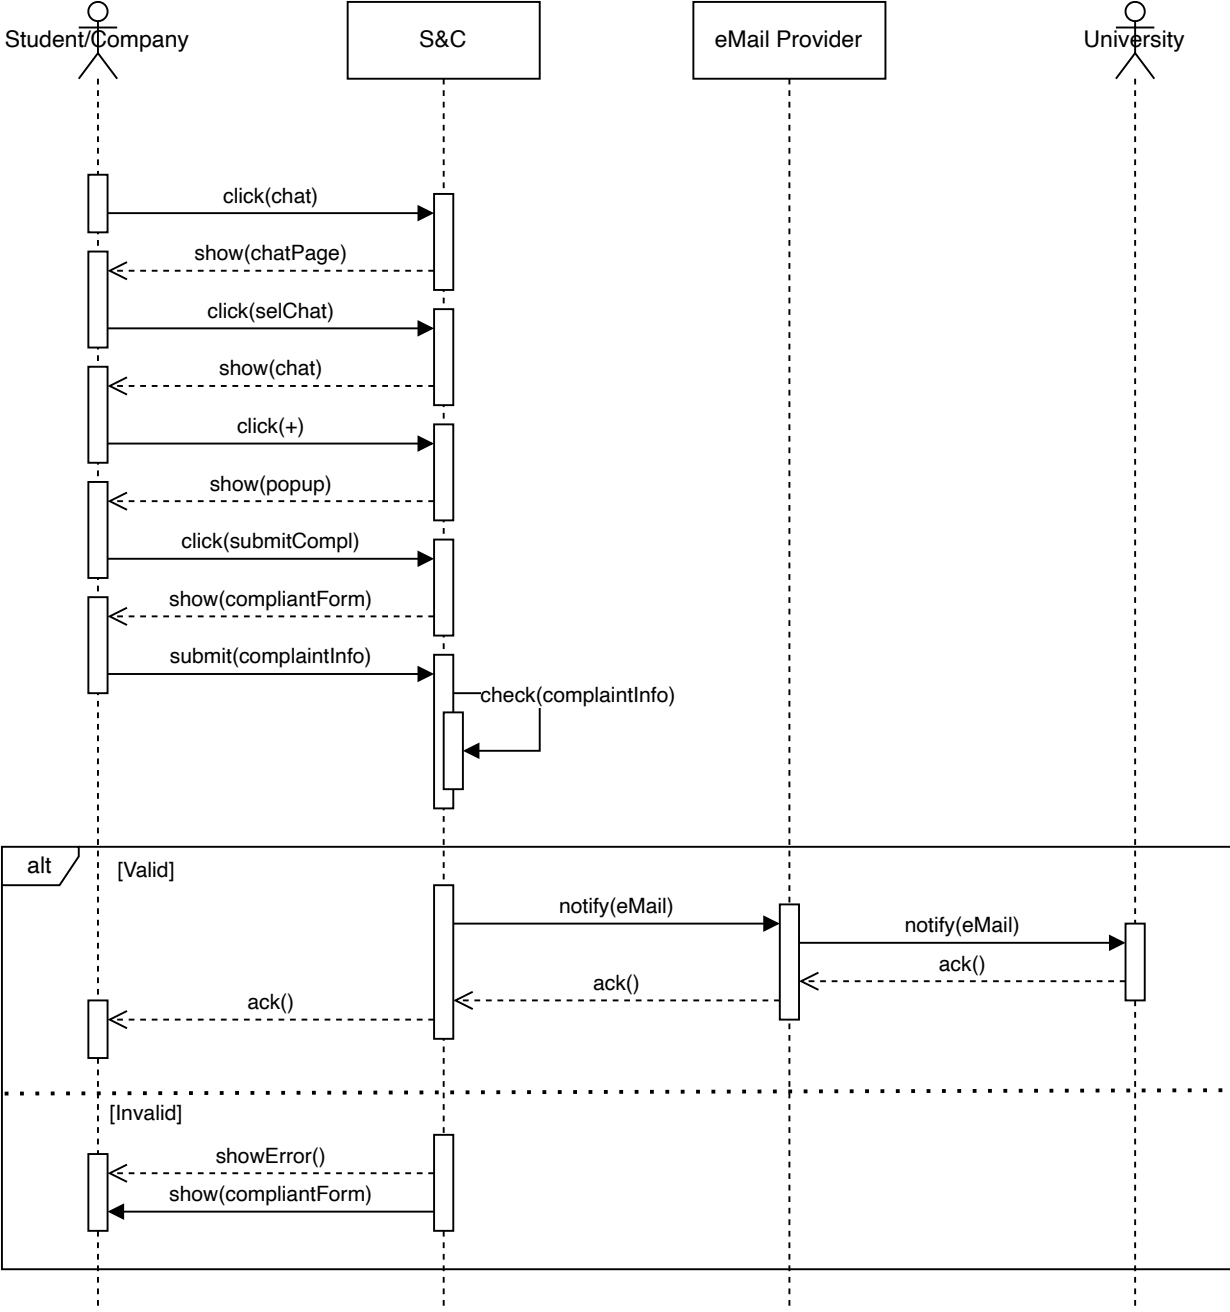 Student/Company
S&C
eMail Provider
University
click(chat)
show(chatPage)
click(selChat)
show(chat)
click(+)
show(popup)
click(submitCompl)
show(compliantForm)
submit(complaintInfo)
check(complaintInfo)
alt
[Valid]
notify(eMail)
notify(eMail)
ack()
ack()
ack()
[Invalid]
showError()
show(compliantForm)